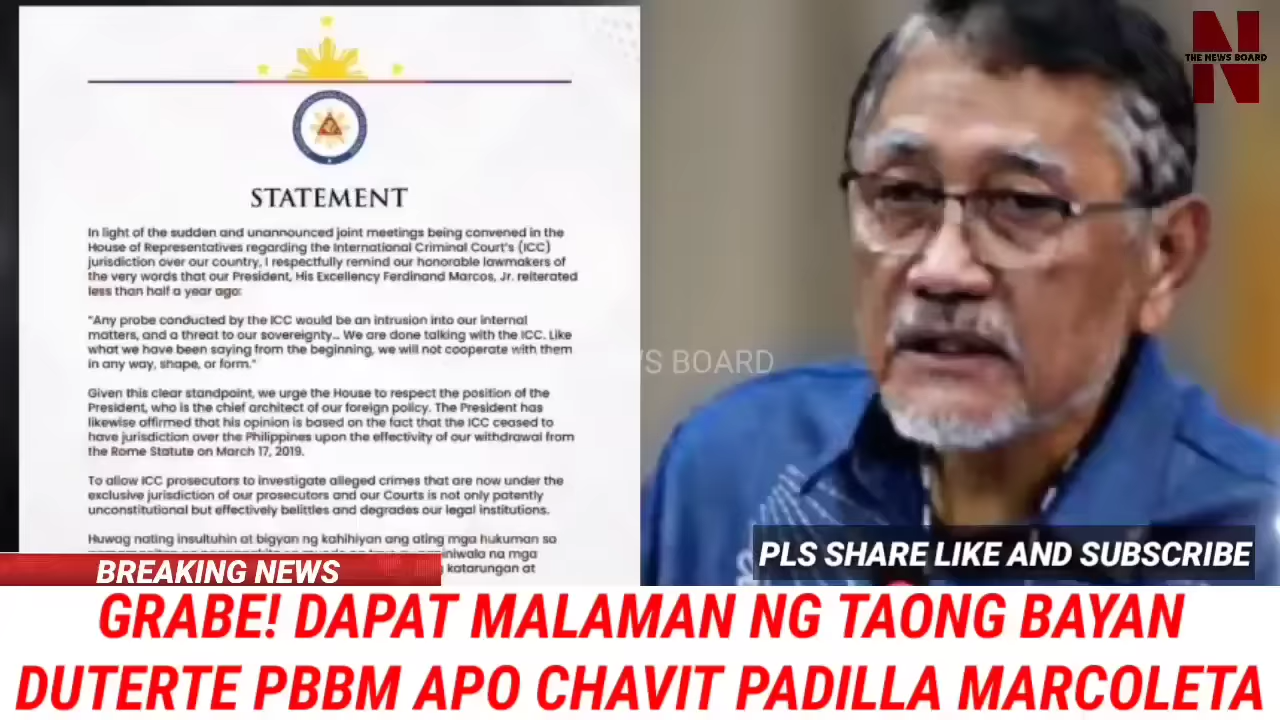 STATEMENT
In light of the sudden and unannounced joint meetings being convened in the
House of Representatives regarding the International Criminal Court's (ICC)
jurisdiction over our country, I respectfully remind our honorable lawmakers of
the very words that our President, His Excellency Ferdinand Marcos, Jr. reiterated
less than half a year ago:
"Any probe conducted by the ICC would be an intrusion into our internal
matters, and a threat to our sovereignty... We are done talking with the ICC. Like
what we have been saying from the beginning, we will not cooperate with them
in any way, shape, or form."
Given this clear standpoint, we urge the House to respect the position of the
President, who is the chief architect of our foreign policy. The President has
likewise affirmed that his opinion is based on the fact that the ICC ceased to
have jurisdiction over the Philippines upon the effectivity of our withdrawal from
the Rome Statute on March 17, 2019.
To allow ICC prosecutors to investigate alleged crimes that are now under the
exclusive jurisdiction of our prosecutors and our Courts is not only patently
unconstitutional but effectively belittles and degrades our legal institutions.
Huwag nating insultuhin at bigyan ng kahihiyan ang ating mga hukuman sa
katarungan at
N
THE NEWS BOARD
WS BOARD
PLS SHARE LIKE AND SUBSCRIBE
BREAKING NEWS
GRABE! DAPAT MALAMAN NG TAONG BAYAN
DUTERTE PBBM APO CHAVIT PADILLA MARCOLETA